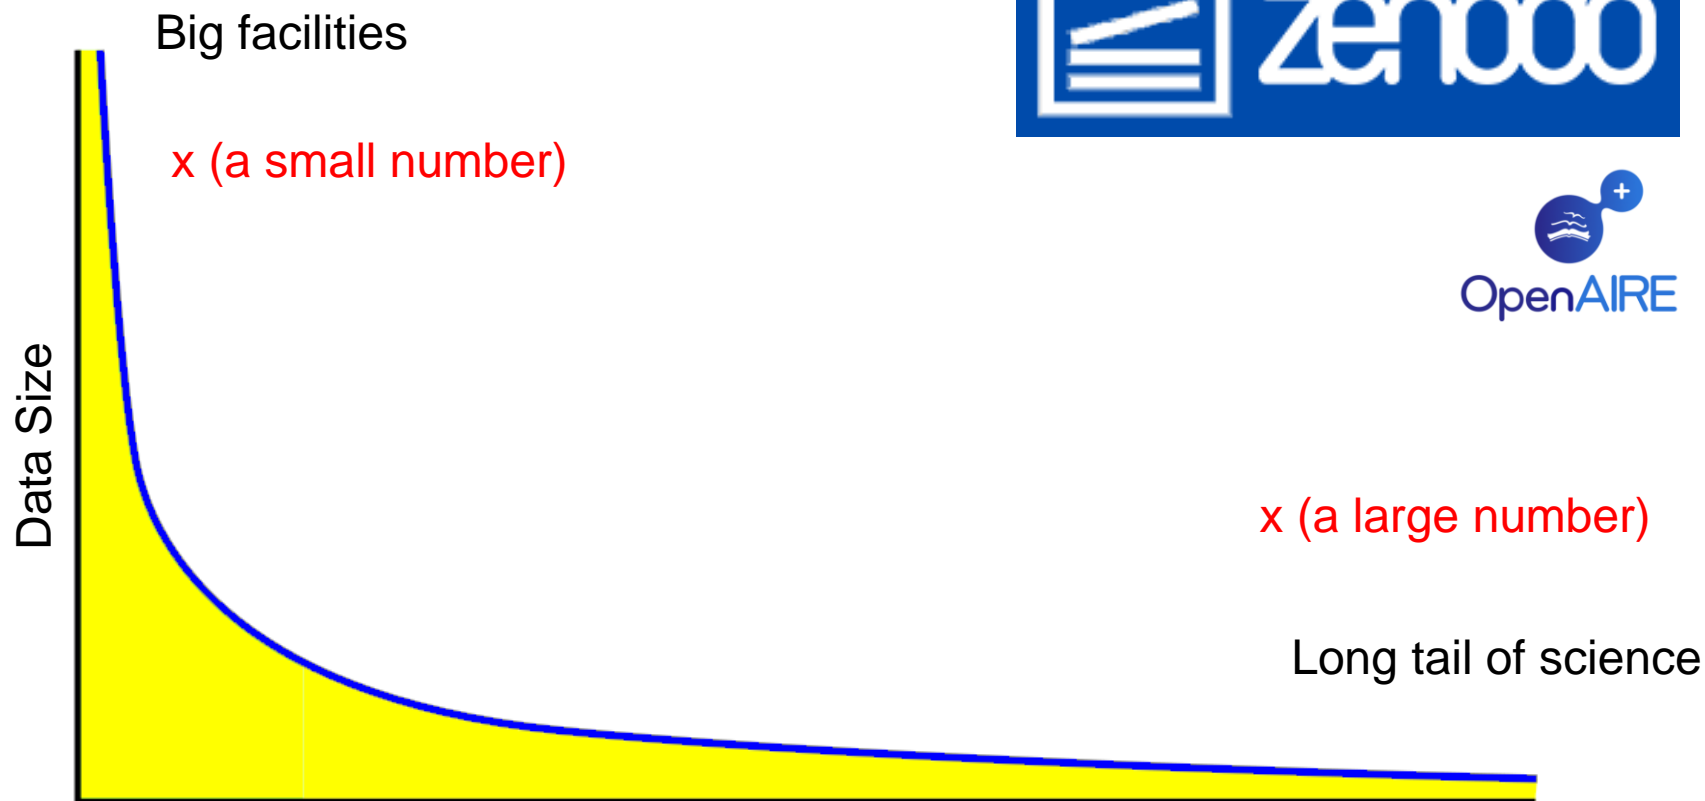 Big facilities
zenodo
x (a small number)
+
OpenAIRE
Data Size
x (a large number)
Long tail of science